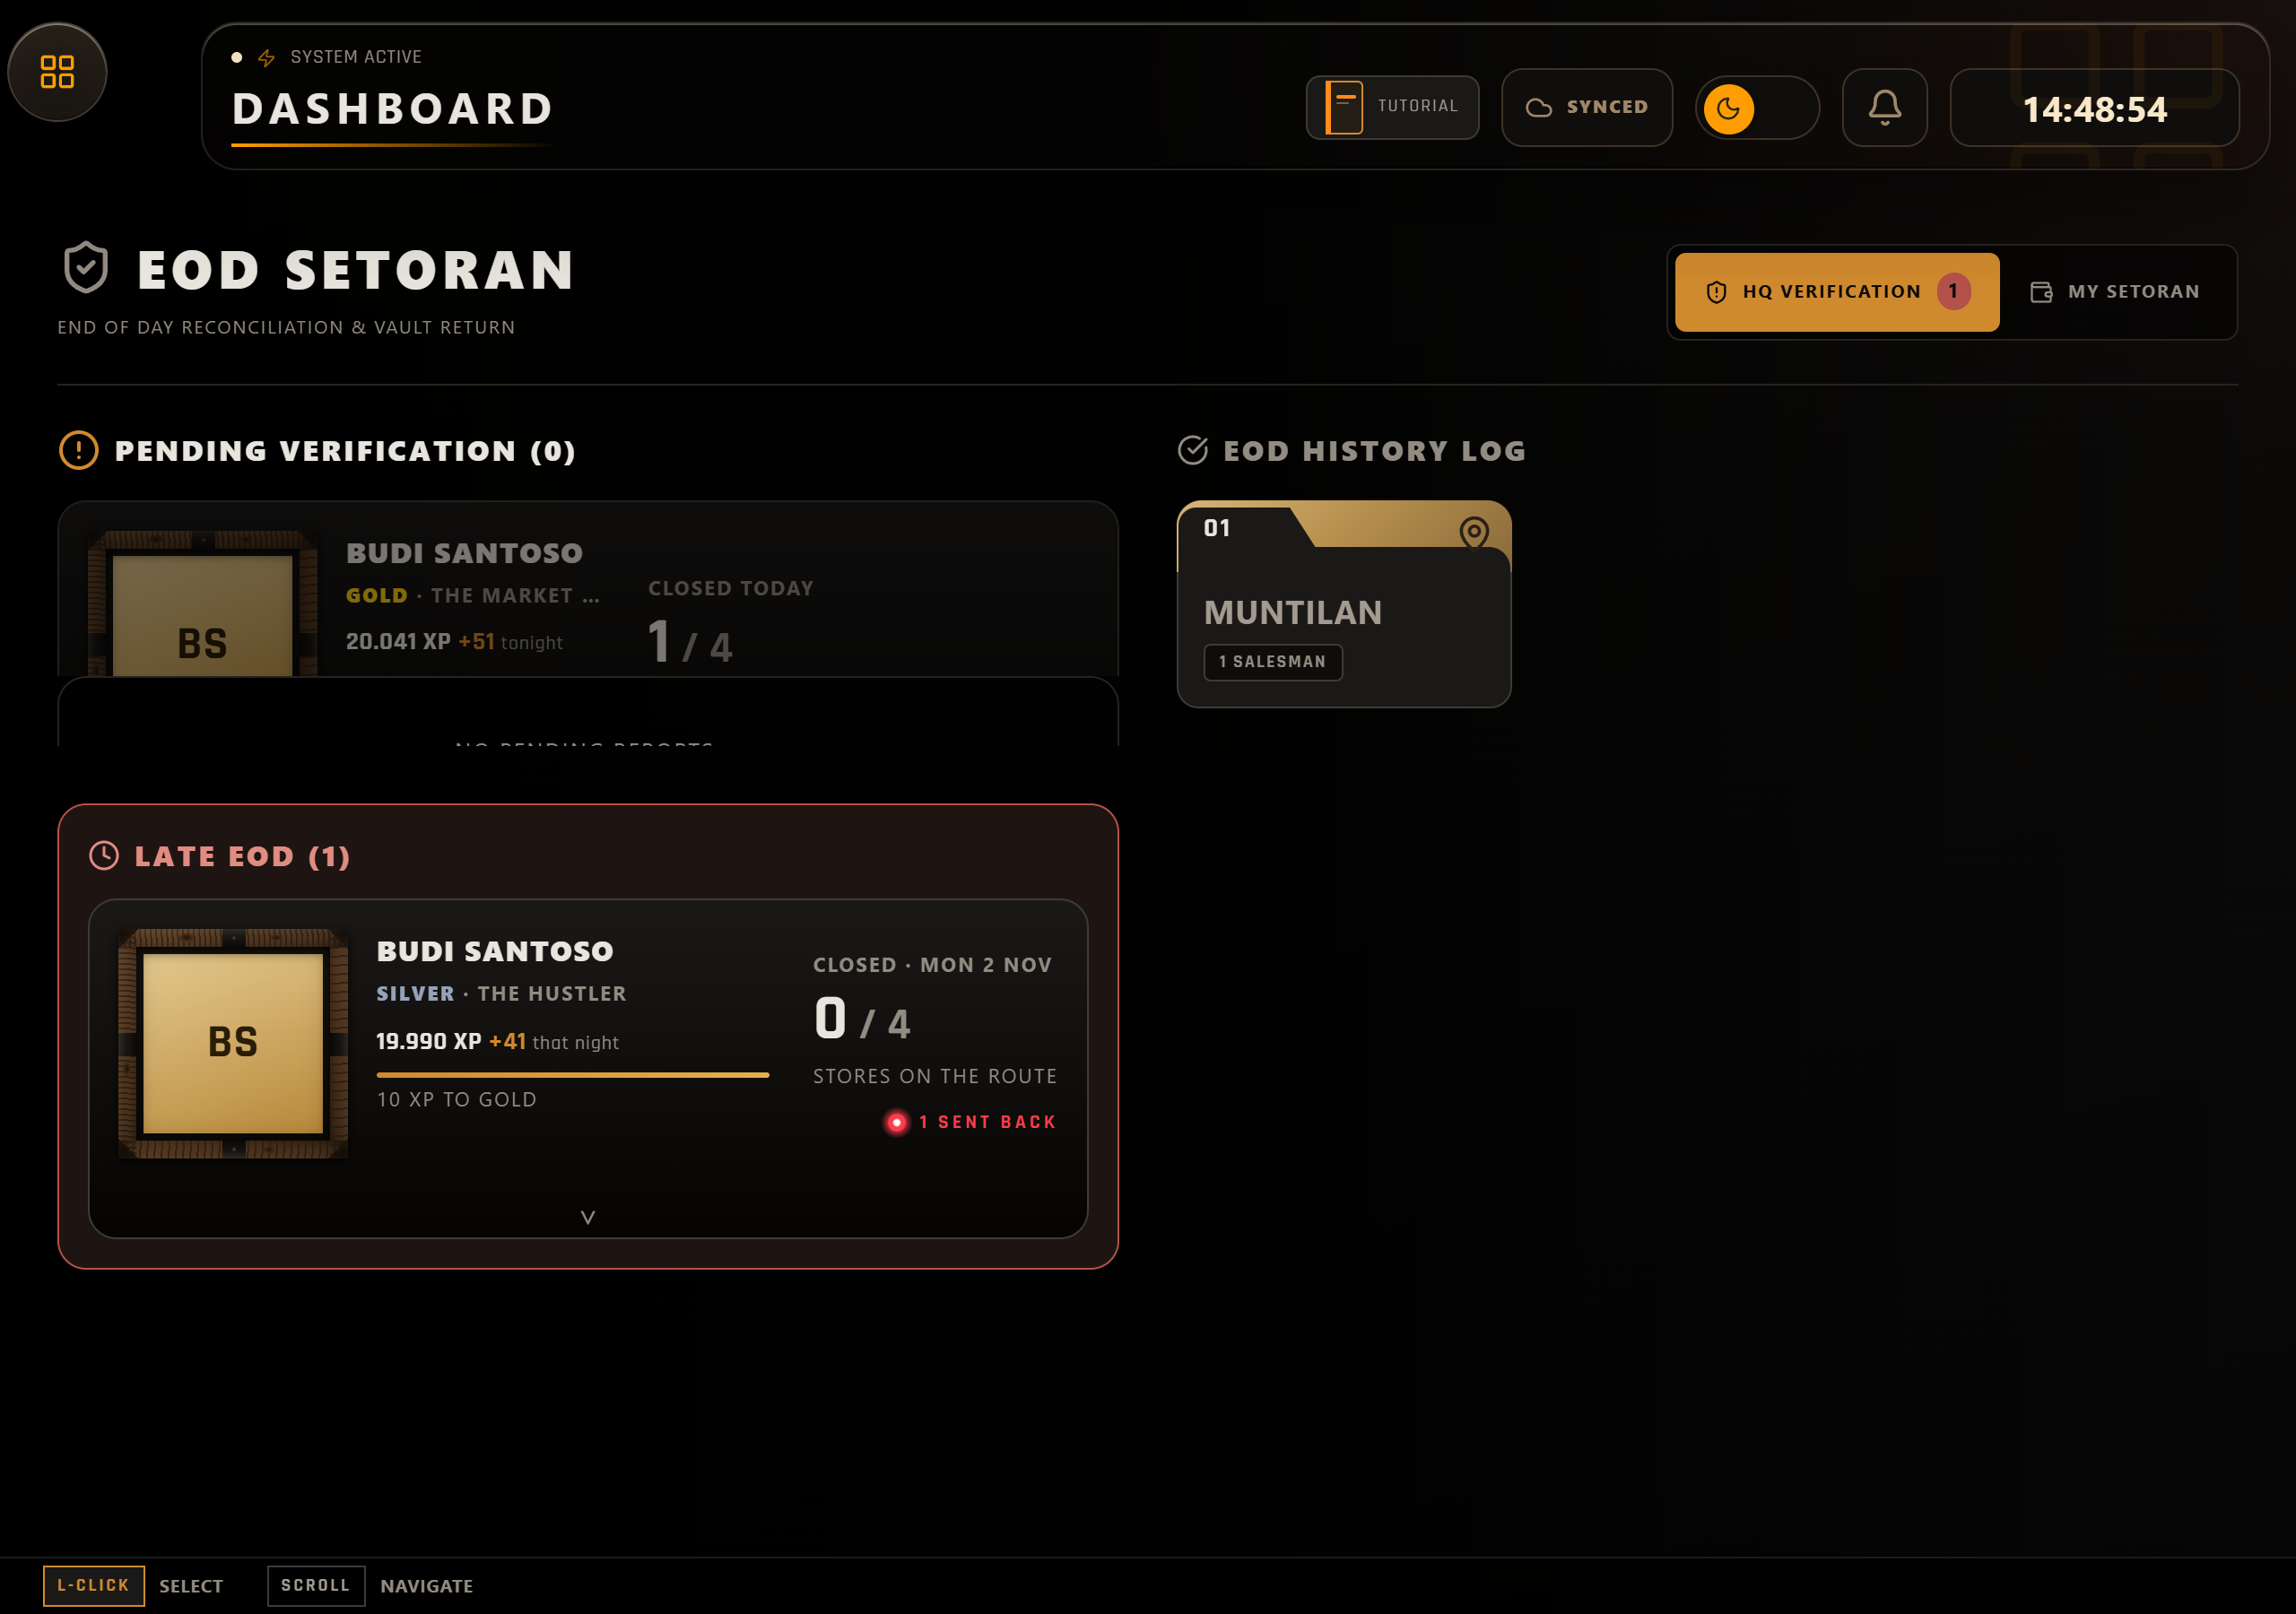 SYSTEM ACTIVE
DASHBOARD
TUTORIAL
SYNCED
14:48:54
EOD SETORAN
END OF DAY RECONCILIATION & VAULT RETURN
HQ VERIFICATION 1
MY SETORAN
PENDING VERIFICATION (0)
BS
BUDI SANTOSO
GOLD · THE MARKET ...
20.041 XP +51 tonight
CLOSED TODAY
1 / 4
NO PENDING REPORTS
LATE EOD (1)
BS
BUDI SANTOSO
SILVER · THE HUSTLER
19.990 XP +41 that night
10 XP TO GOLD
CLOSED · MON 2 NOV
0 / 4
STORES ON THE ROUTE
1 SENT BACK
EOD HISTORY LOG
01
MUNTILAN
1 SALESMAN
L-CLICK SELECT SCROLL NAVIGATE